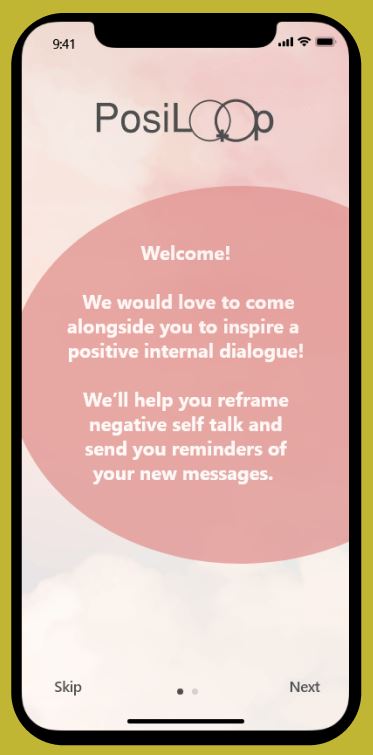 9:41
PosiLOOp
Welcome!
We would love to come
alongside you to inspire a
positive internal dialogue!
We'll help you reframe
negative self talk and
send you reminders of
your new messages.
Skip
Next